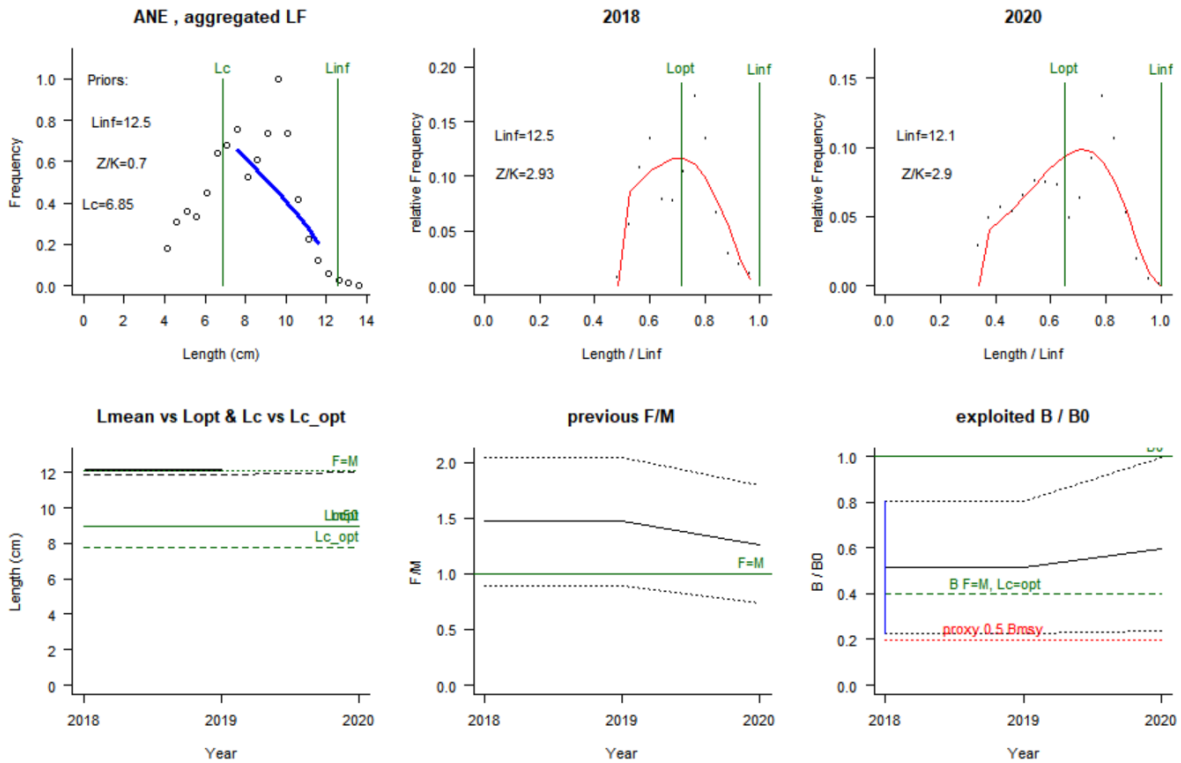 ANE , aggregated LF
Frequency
1.0
0.8
0.6
0.4
0.2
0.0
Priors:
Linf=12.5
Z/K=0.7
Lc=6.85
Lc
Linf
0 2 4 6 8 10 12 14
Length (cm)
2018
relative Frequency
0.20
0.15
0.10
0.05
0.00
Linf=12.5
Z/K=2.93
Lopt
Linf
0.0 0.2 0.4 0.6 0.8 1.0
Length / Linf
2020
relative Frequency
0.15
0.10
0.05
0.00
Linf=12.1
Z/K=2.9
Lopt
Linf
0.0 0.2 0.4 0.6 0.8 1.0
Length / Linf
Lmean vs Lopt & Lc vs Lc_opt
Length (cm)
12
10
8
6
4
2
0
F=M
Lc_opt
2018 2019 2020
Year
previous F/M
F/M
2.0
1.5
1.0
0.5
0.0
F=M
2018 2019 2020
Year
exploited B / B0
B / B0
1.0
0.8
0.6
0.4
0.2
0.0
B0
B F=M, Lc=opt
proxy 0.5 Bmsy
2018 2019 2020
Year